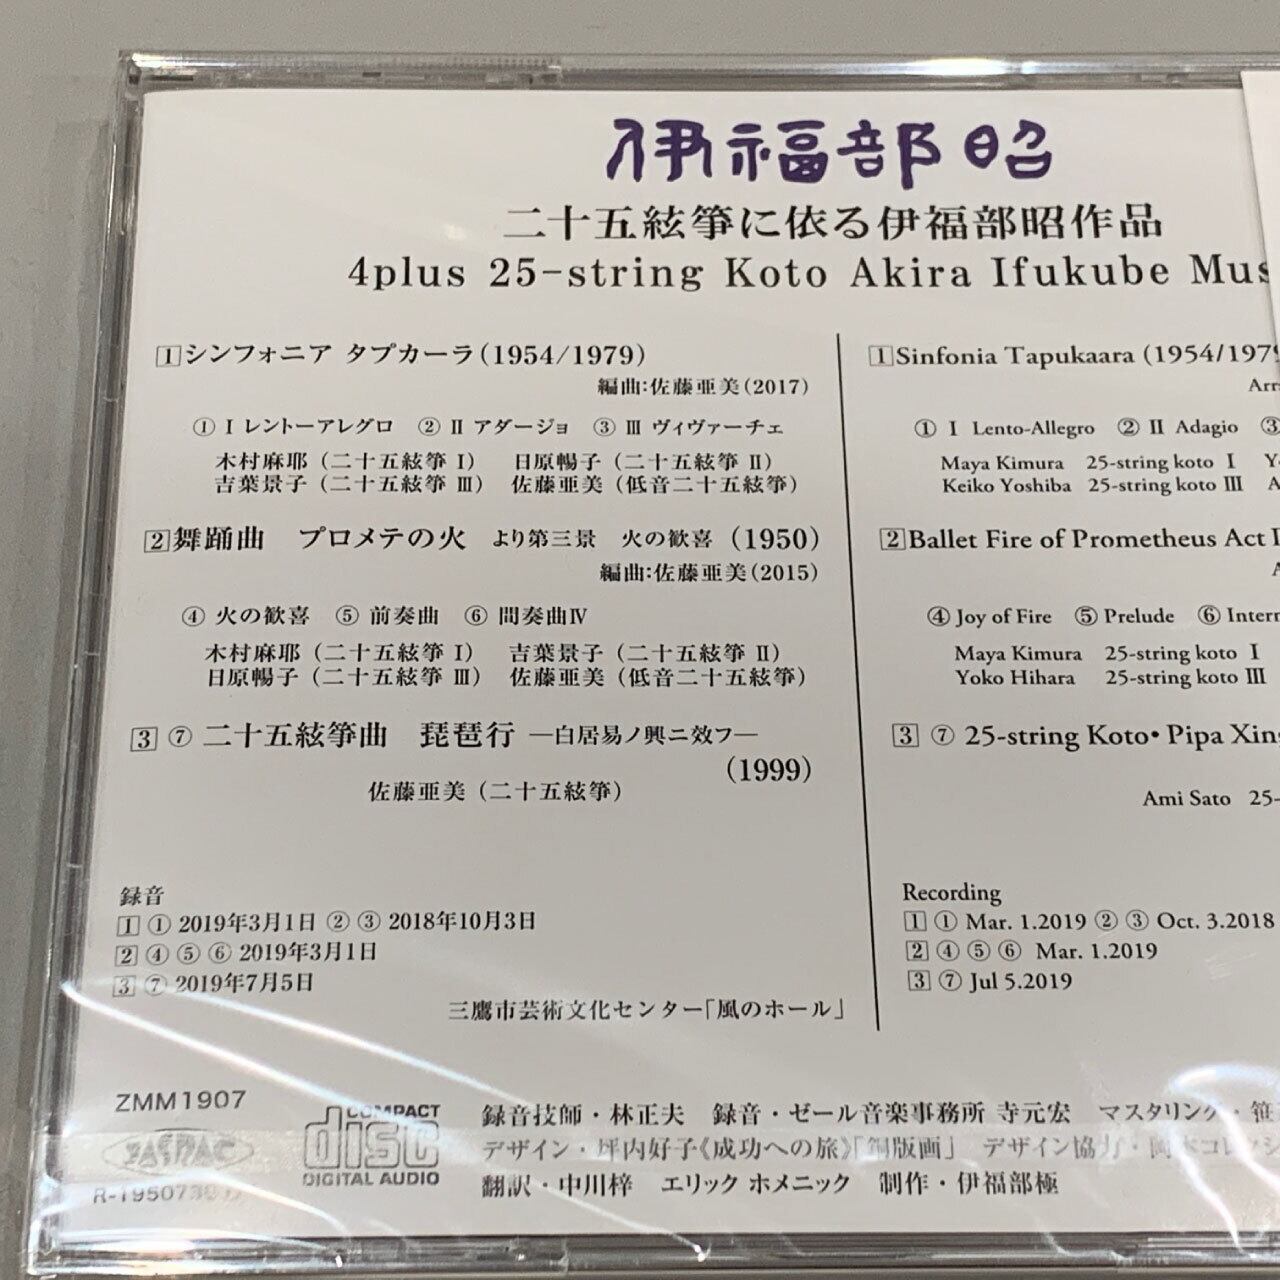 伊福部昭
二十五絃箏に依る伊福部昭作品
4plus 25-string Koto Akira Ifukube
1 シンフォニア タプカーラ(1954/1979)
編曲:佐藤亜美(2017)
① I レントーアレグロ ② II アダージョ ③ III ヴィヴァーチェ
木村麻耶(二十五絃箏 I) 日原暢子(二十五絃箏 II)
吉葉景子(二十五絃箏 III) 佐藤亜美(低音二十五絃箏)
2 舞踊曲 プロメテの火 より第三景 火の歓喜 (1950)
編曲:佐藤亜美(2015)
④ 火の歓喜 ⑤ 前奏曲 ⑥ 間奏曲IV
木村麻耶(二十五絃箏 I) 吉葉景子(二十五絃箏 II)
日原暢子(二十五絃箏 III) 佐藤亜美(低音二十五絃箏)
3 ⑦ 二十五絃箏曲 琵琶行 —白居易ノ興ニ效フ—
(1999)
佐藤亜美(二十五絃箏)
録音
1 ① 2019年3月1日 ② ③ 2018年10月3日
2 ④ ⑤ ⑥ 2019年3月1日
3 ⑦ 2019年7月5日
三鷹市芸術文化センター「風のホール」
1 Sinfonia Tapukaara (1954/1979
① I Lento-Allegro ② II Adagio ③
Maya Kimura 25-string koto I
Keiko Yoshiba 25-string koto III
2 Ballet Fire of Prometheus Act
④ Joy of Fire ⑤ Prelude ⑥
Maya Kimura 25-string koto I
Yoko Hihara 25-string koto III
3 ⑦ 25-string Koto• Pipa Xing
Ami Sato 25-
Recording
1 ① Mar. 1.2019 ② ③ Oct. 3.2018
2 ④ ⑤ ⑥ Mar. 1.2019
3 ⑦ Jul 5.2019
ZMM1907
COMPACT
disc
DIGITAL AUDIO
録音技師・林正夫 録音・ゼール音楽事務所 寺元宏 マスタリング・笹
デザイン・坪内好子《成功への旅》「銅版画」 デザイン協力・
翻訳・中川梓 エリック ホメニック 制作・伊福部極